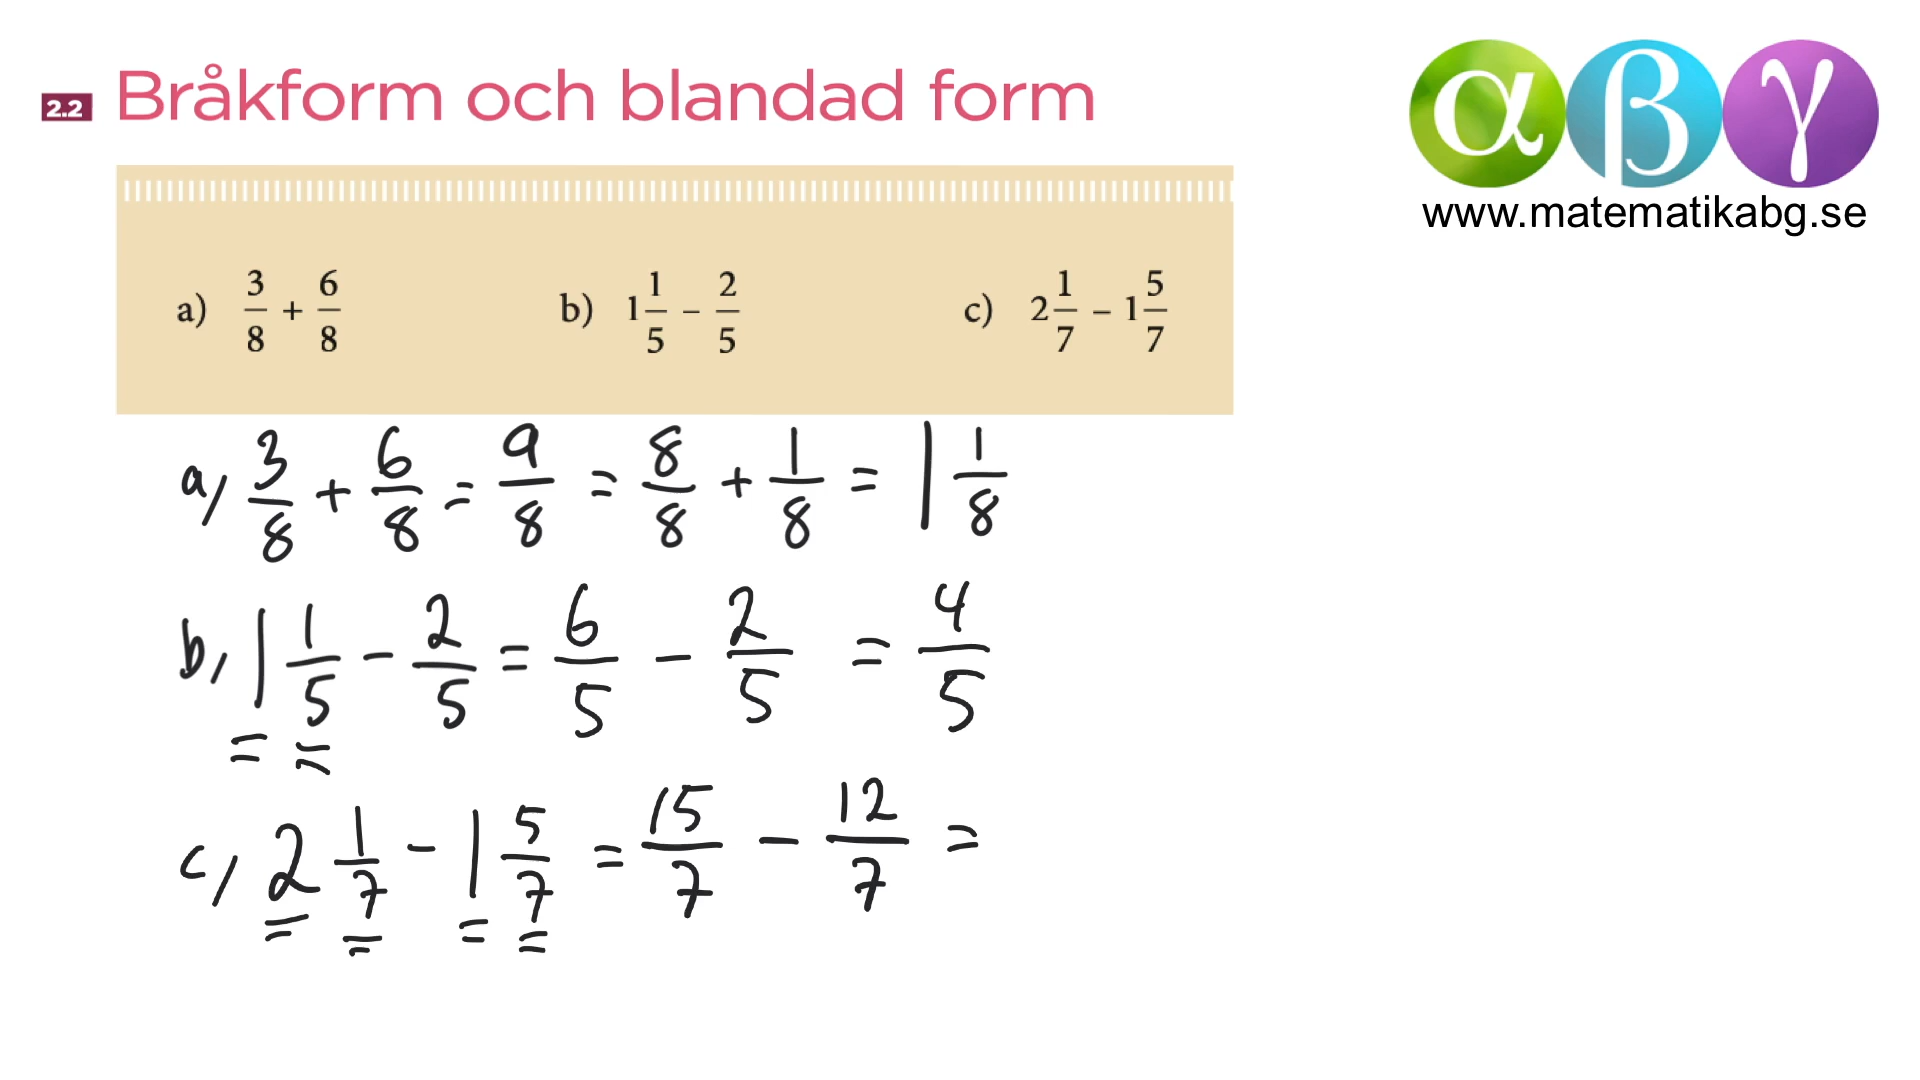 2.2 Bråkform och blandad form
αβγ
www.matematikabg.se
a) 3/8 + 6/8 b) 1 1/5 – 2/5 c) 2 1/7 – 1 5/7
a, 3/8 + 6/8 = 9/8 = 8/8 + 1/8 = 1 1/8
b, 1 1/5 - 2/5 = 6/5 - 2/5 = 4/5
c, 2 1/7 - 1 5/7 = 15/7 - 12/7 =